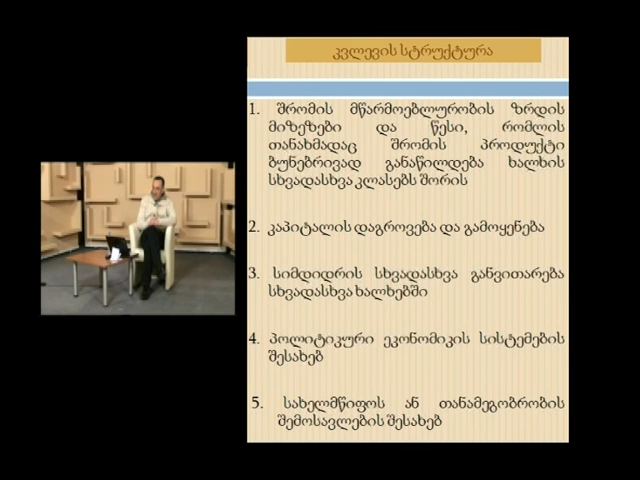 კვლევის სტრუქტურა
1. შრომის მწარმოებლურობის ზრდის
მიზეზები და წესი, რომლის
თანახმადაც შრომის პროდუქტი
ბუნებრივად განაწილდება ხალხის
სხვადასხვა კლასებს შორის
2. კაპიტალის დაგროვება და გამოყენება
3. სიმდიდრის სხვადასხვა განვითარება
სხვადასხვა ხალხებში
4. პოლიტიკური ეკონომიკის სისტემების
შესახებ
5. სახელმწიფოს ან თანამეგობრობის
შემოსავლების შესახებ